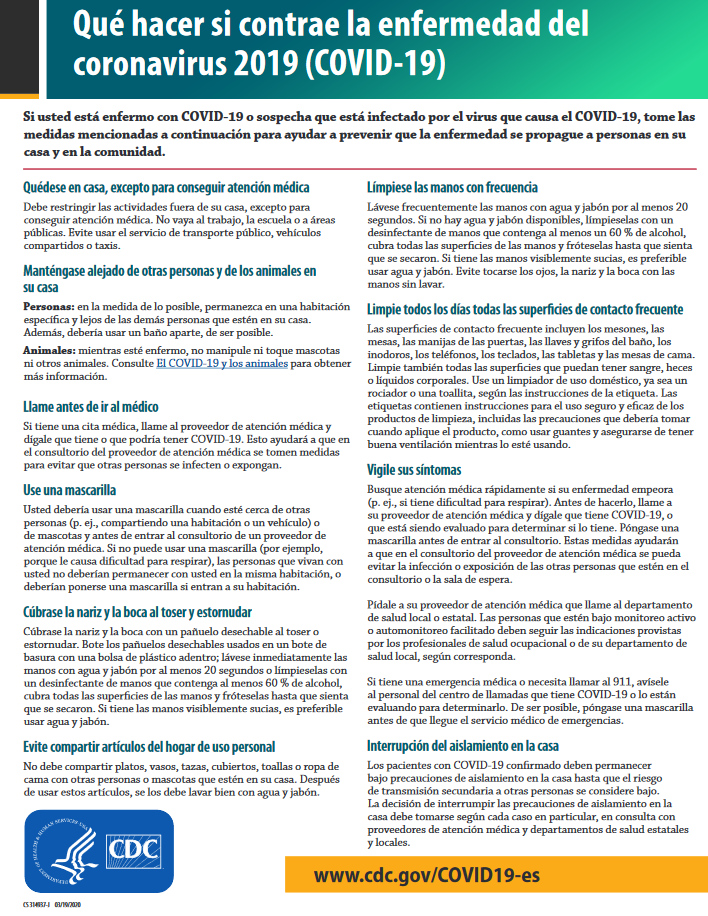 Qué hacer si contrae la enfermedad del
coronavirus 2019 (COVID-19)
Si usted está enfermo con COVID-19 o sospecha que está infectado por el virus que causa el COVID-19, tome las
medidas mencionadas a continuación para ayudar a prevenir que la enfermedad se propague a personas en su
casa y en la comunidad.
Quédese en casa, excepto para conseguir atención médica
Debe restringir las actividades fuera de su casa, excepto para
conseguir atención médica. No vaya al trabajo, la escuela o a áreas
públicas. Evite usar el servicio de transporte público, vehículos
compartidos o taxis.
Manténgase alejado de otras personas y de los animales en
su casa
Personas: en la medida de lo posible, permanezca en una habitación
específica y lejos de las demás personas que estén en su casa.
Además, debería usar un baño aparte, de ser posible.
Animales: mientras esté enfermo, no manipule ni toque mascotas
ni otros animales. Consulte El COVID-19 y los animales para obtener
más información.
Llame antes de ir al médico
Si tiene una cita médica, llame al proveedor de atención médica y
dígale que tiene o que podría tener COVID-19. Esto ayudará a que en
el consultorio del proveedor de atención médica se tomen medidas
para evitar que otras personas se infecten o expongan.
Use una mascarilla
Usted debería usar una mascarilla cuando esté cerca de otras
personas (p. ej., compartiendo una habitación o un vehículo) o
de mascotas y antes de entrar al consultorio de un proveedor de
atención médica. Si no puede usar una mascarilla (por ejemplo,
porque le causa dificultad para respirar), las personas que vivan con
usted no deberían permanecer con usted en la misma habitación, o
deberían ponerse una mascarilla si entran a su habitación.
Cúbrase la nariz y la boca al toser y estornudar
Cúbrase la nariz y la boca con un pañuelo desechable al toser o
estornudar. Bote los pañuelos desechables usados en un bote de
basura con una bolsa de plástico adentro; lávese inmediatamente las
manos con agua y jabón por al menos 20 segundos o límpieselas con
un desinfectante de manos que contenga al menos 60 % de alcohol,
cubra todas las superficies de las manos y fróteselas hasta que sienta
que se secaron. Si tiene las manos visiblemente sucias, es preferible
usar agua y jabón.
Evite compartir artículos del hogar de uso personal
No debe compartir platos, vasos, tazas, cubiertos, toallas o ropa de
cama con otras personas o mascotas que estén en su casa. Después
de usar estos artículos, se los debe lavar bien con agua y jabón.
Límpiese las manos con frecuencia
Lávese frecuentemente las manos con agua y jabón por al menos 20
segundos. Si no hay agua y jabón disponibles, límpieselas con un
desinfectante de manos que contenga al menos un 60 % de alcohol,
cubra todas las superficies de las manos y fróteselas hasta que sienta
que se secaron. Si tiene las manos visiblemente sucias, es preferible
usar agua y jabón. Evite tocarse los ojos, la nariz y la boca con las
manos sin lavar.
Limpie todos los días todas las superficies de contacto frecuente
Las superficies de contacto frecuente incluyen los mesones, las
mesas, las manijas de las puertas, las llaves y grifos del baño, los
inodoros, los teléfonos, los teclados, las tabletas y las mesas de cama.
Limpie también todas las superficies que puedan tener sangre, heces
o líquidos corporales. Use un limpiador de uso doméstico, ya sea un
rociador o una toallita, según las instrucciones de la etiqueta. Las
etiquetas contienen instrucciones para el uso seguro y eficaz de los
productos de limpieza, incluidas las precauciones que debería tomar
cuando aplique el producto, como usar guantes y asegurarse de tener
buena ventilación mientras lo esté usando.
Vigile sus síntomas
Busque atención médica rápidamente si su enfermedad empeora
(p. ej., si tiene dificultad para respirar). Antes de hacerlo, llame a
su proveedor de atención médica y dígale que tiene COVID-19, o
que está siendo evaluado para determinar si lo tiene. Póngase una
mascarilla antes de entrar al consultorio. Estas medidas ayudarán
a que en el consultorio del proveedor de atención médica se pueda
evitar la infección o exposición de las otras personas que estén en el
consultorio o la sala de espera.
Pídale a su proveedor de atención médica que llame al departamento
de salud local o estatal. Las personas que estén bajo monitoreo activo
o automonitoreo facilitado deben seguir las indicaciones provistas
por los profesionales de salud ocupacional o de su departamento de
salud local, según corresponda.
Si tiene una emergencia médica o necesita llamar al 911, avísele
al personal del centro de llamadas que tiene COVID-19 o lo están
evaluando para determinarlo. De ser posible, póngase una mascarilla
antes de que llegue el servicio médico de emergencias.
Interrupción del aislamiento en la casa
Los pacientes con COVID-19 confirmado deben permanecer
bajo precauciones de aislamiento en la casa hasta que el riesgo
de transmisión secundaria a otras personas se considere bajo.
La decisión de interrumpir las precauciones de aislamiento en la
casa debe tomarse según cada caso en particular, en consulta con
proveedores de atención médica y departamentos de salud estatales
y locales.
DEPARTMENT OF HEALTH & HUMAN SERVICES USA
CDC
www.cdc.gov/COVID19-es
CS 314937-J 03/19/2020